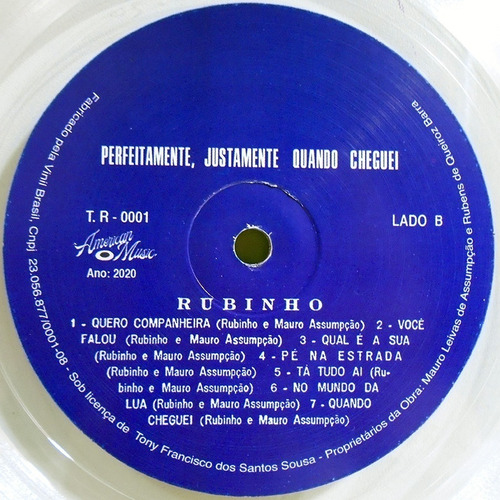 PERFEITAMENTE, JUSTAMENTE QUANDO CHEGUEI
T. R - 0001
LADO B
American
Music
Ano: 2020
RUBINHO
1 - QUERO COMPANHEIRA (Rubinho e Mauro Assumpção) 2 - VOCÊ
FALOU (Rubinho e Mauro Assumpção) 3 - QUAL É A SUA
(Rubinho e Mauro Assumpção) 4 - PÉ NA ESTRADA
(Rubinho e Mauro Assumpção) 5 - TÁ TUDO AI (Ru-
binho e Mauro Assumpção) 6 - NO MUNDO DA
LUA (Rubinho e Mauro Assumpção) 7 - QUANDO
CHEGUEI (Rubinho e Mauro Assumpção)
Fabricado pela Vinil Brasil, Cnpj 23.056.877/0001-08 - Sob licença de Tony Francisco dos Santos Sousa - Proprietários da Obra: Mauro Leivas de Assumpção e Rubens de Queiroz Barra